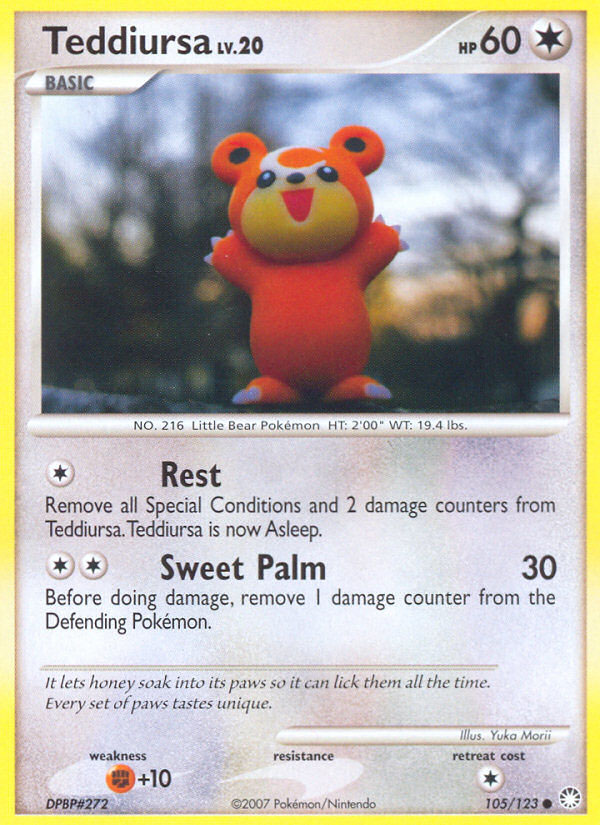 Teddiursa LV.20 HP 60
BASIC
NO. 216 Little Bear Pokémon HT: 2'00" WT: 19.4 lbs.
Rest
Remove all Special Conditions and 2 damage counters from
Teddiursa. Teddiursa is now Asleep.
Sweet Palm 30
Before doing damage, remove 1 damage counter from the
Defending Pokémon.
It lets honey soak into its paws so it can lick them all the time.
Every set of paws tastes unique.
Illus. Yuka Morii
weakness resistance retreat cost
+10
DPBP#272 ©2007 Pokémon/Nintendo 105/123